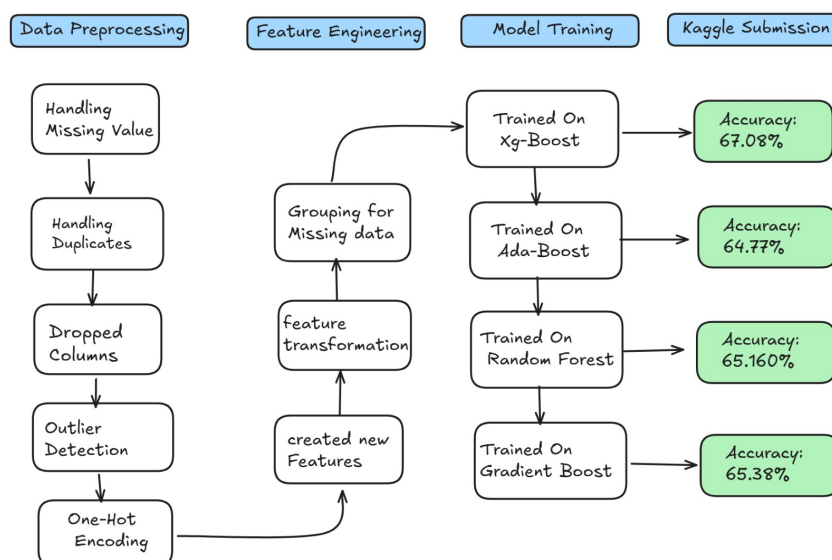 Data Preprocessing
Feature Engineering
Model Training
Kaggle Submission
Handling
Missing Value
Handling
Duplicates
Dropped
Columns
Outlier
Detection
One-Hot
Encoding
Grouping for
Missing data
feature
transformation
created new
Features
Trained On
Xg-Boost
Trained On
Ada-Boost
Trained On
Random Forest
Trained On
Gradient Boost
Accuracy:
67.08%
Accuracy:
64.77%
Accuracy:
65.160%
Accuracy:
65.38%